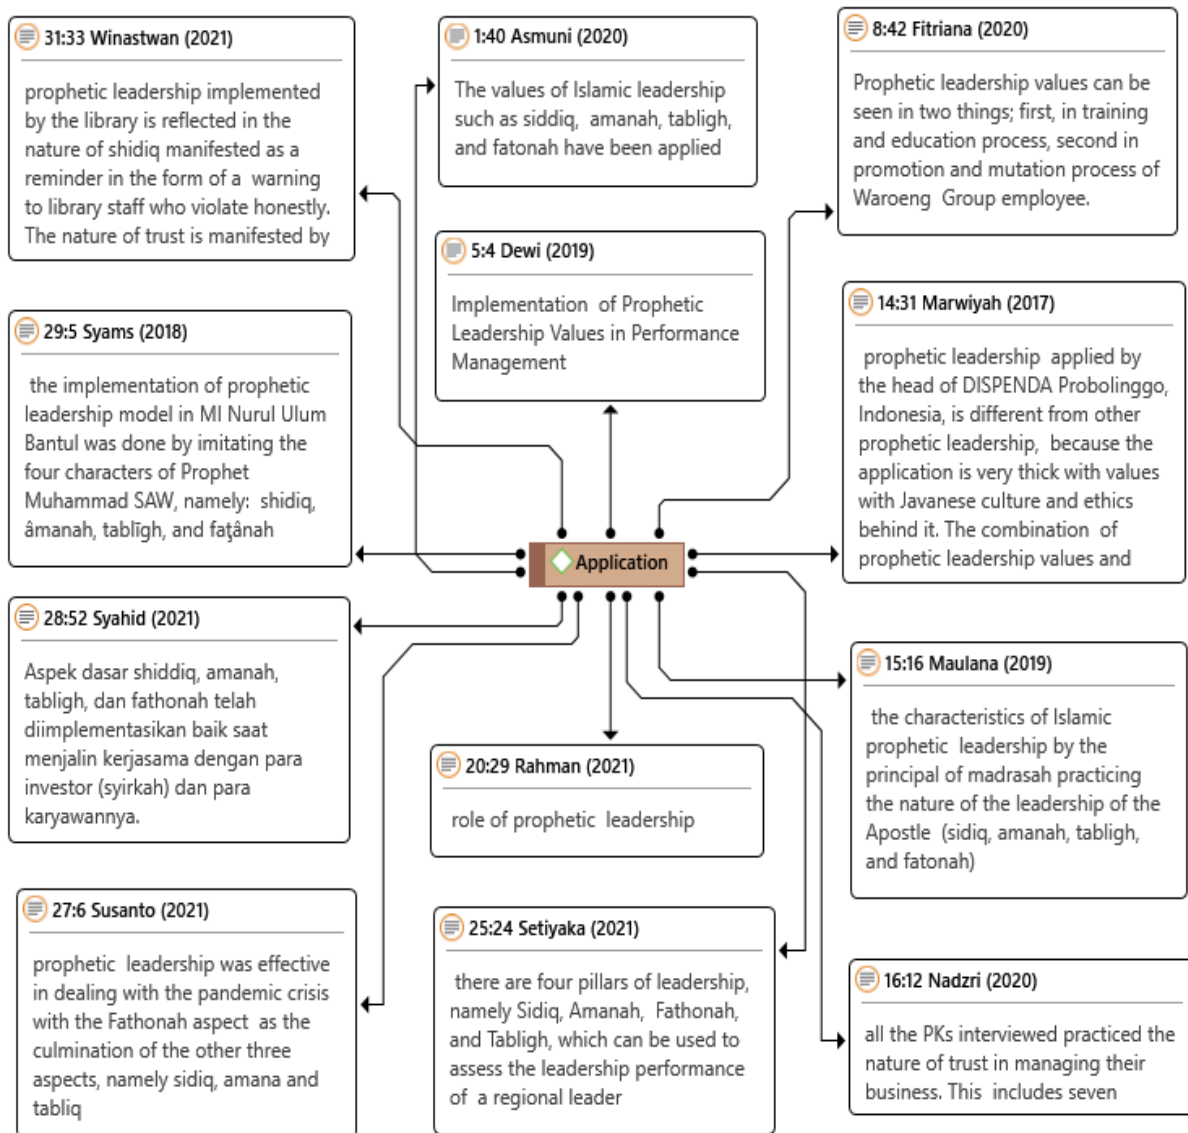 31:33 Winastwan (2021)
prophetic leadership implemented
by the library is reflected in the
nature of shidiq manifested as a
reminder in the form of a warning
to library staff who violate honestly.
The nature of trust is manifested by
1:40 Asmuni (2020)
The values of Islamic leadership
such as siddiq, amanah, tabligh,
and fatonah have been applied
8:42 Fitriana (2020)
Prophetic leadership values can be
seen in two things; first, in training
and education process, second in
promotion and mutation process of
Waroeng Group employee.
5:4 Dewi (2019)
Implementation of Prophetic
Leadership Values in Performance
Management
29:5 Syams (2018)
the implementation of prophetic
leadership model in MI Nurul Ulum
Bantul was done by imitating the
four characters of Prophet
Muhammad SAW, namely: shidiq,
âmanah, tablīgh, and faţânah
14:31 Marwiyah (2017)
prophetic leadership applied by
the head of DISPENDA Probolinggo,
Indonesia, is different from other
prophetic leadership, because the
application is very thick with values
with Javanese culture and ethics
behind it. The combination of
prophetic leadership values and
Application
28:52 Syahid (2021)
Aspek dasar shiddiq, amanah,
tabligh, dan fathonah telah
diimplementasikan baik saat
menjalin kerjasama dengan para
investor (syirkah) dan para
karyawannya.
15:16 Maulana (2019)
the characteristics of Islamic
prophetic leadership by the
principal of madrasah practicing
the nature of the leadership of the
Apostle (sidiq, amanah, tabligh,
and fatonah)
20:29 Rahman (2021)
role of prophetic leadership
27:6 Susanto (2021)
prophetic leadership was effective
in dealing with the pandemic crisis
with the Fathonah aspect as the
culmination of the other three
aspects, namely sidiq, amana and
tabliq
25:24 Setiyaka (2021)
there are four pillars of leadership,
namely Sidiq, Amanah, Fathonah,
and Tabligh, which can be used to
assess the leadership performance
of a regional leader
16:12 Nadzri (2020)
all the PKs interviewed practiced the
nature of trust in managing their
business. This includes seven